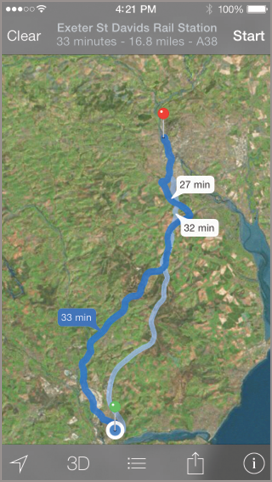 4:21 PM 100%
Clear Exeter St Davids Rail Station Start
33 minutes - 16.8 miles - A38
27 min
32 min
33 min
3D